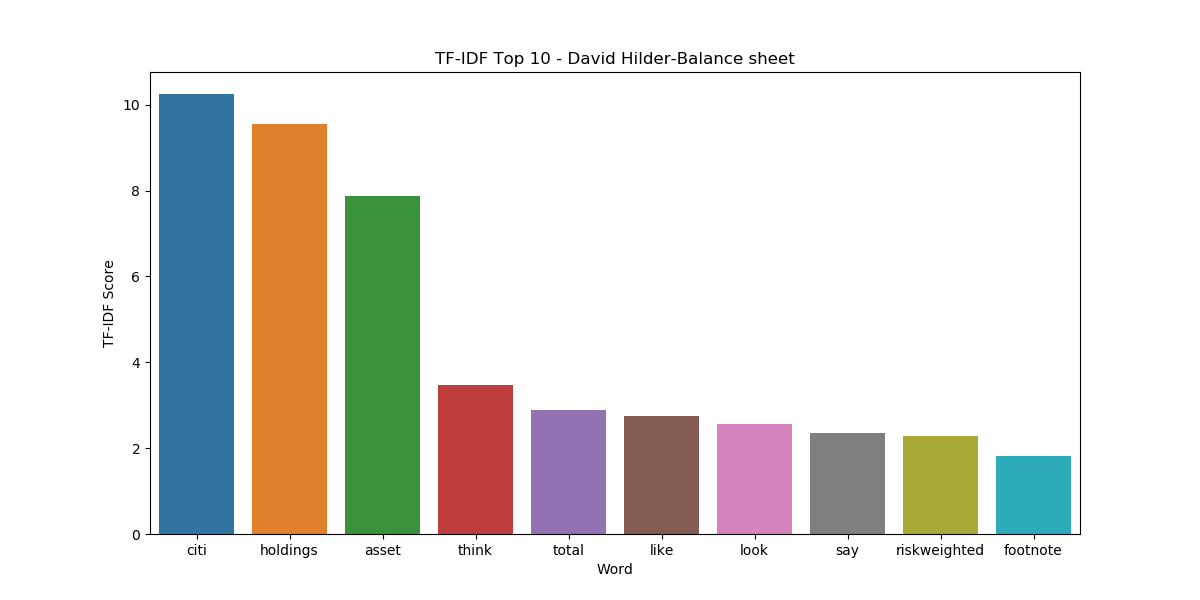 TF-IDF Top 10 - David Hilder-Balance sheet
10
8
6
4
2
0
TF-IDF Score
citi holdings asset think total like look say riskweighted footnote
Word